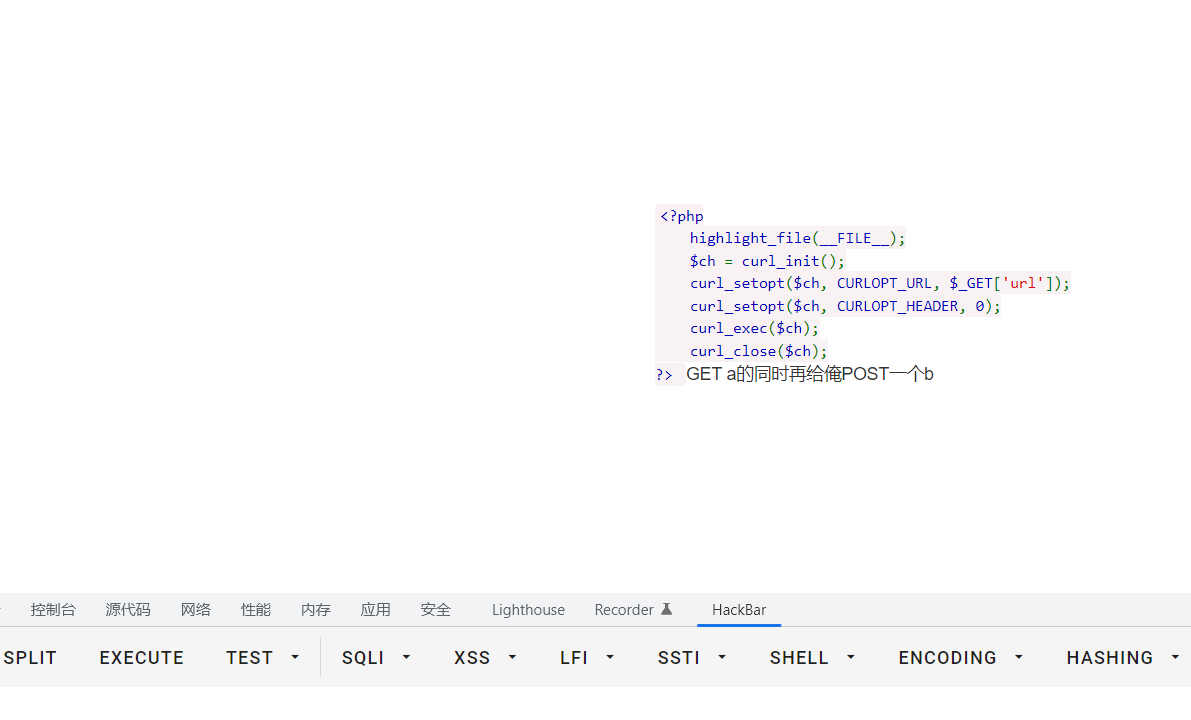 <?php
highlight_file(__FILE__);
$ch = curl_init();
curl_setopt($ch, CURLOPT_URL, $_GET['url']);
curl_setopt($ch, CURLOPT_HEADER, 0);
curl_exec($ch);
curl_close($ch);
?> GET a的同时再给俺POST一个b
控制台 源代码 网络 性能 内存 应用 安全 Lighthouse Recorder HackBar
SPLIT EXECUTE TEST SQLI XSS LFI SSTI SHELL ENCODING HASHING